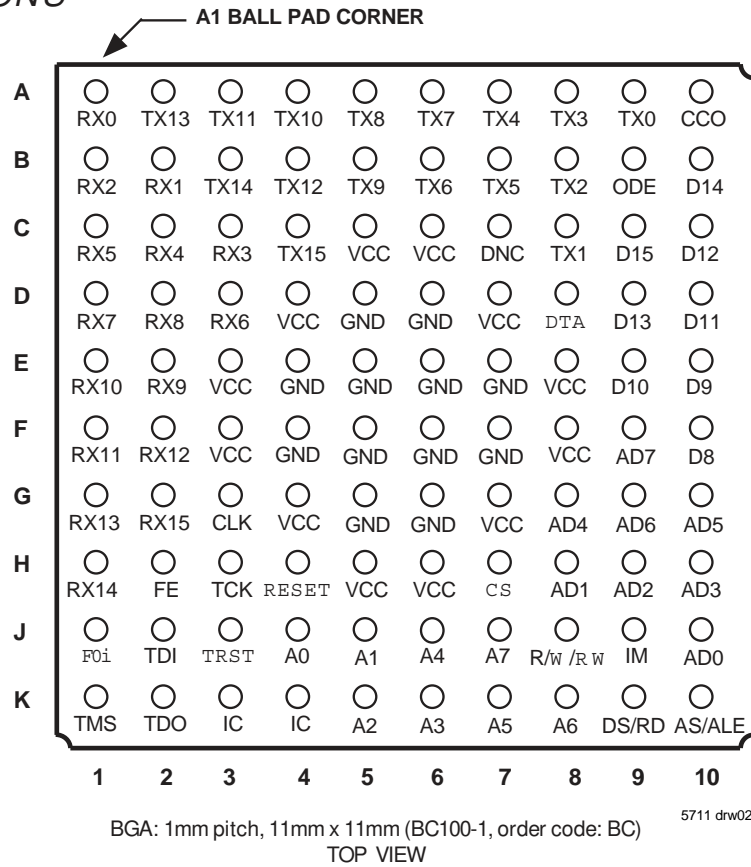 A1 BALL PAD CORNER
A
RX0 TX13 TX11 TX10 TX8 TX7 TX4 TX3 TX0 CCO
B
RX2 RX1 TX14 TX12 TX9 TX6 TX5 TX2 ODE D14
C
RX5 RX4 RX3 TX15 VCC VCC DNC TX1 D15 D12
D
RX7 RX8 RX6 VCC GND GND VCC DTA D13 D11
E
RX10 RX9 VCC GND GND GND GND VCC D10 D9
F
RX11 RX12 VCC GND GND GND GND VCC AD7 D8
G
RX13 RX15 CLK VCC GND GND VCC AD4 AD6 AD5
H
RX14 FE TCK RESET VCC VCC CS AD1 AD2 AD3
J
F0i TDI TRST A0 A1 A4 A7 R/W /RW IM AD0
K
TMS TDO IC IC A2 A3 A5 A6 DS/RD AS/ALE
1 2 3 4 5 6 7 8 9 10
5711 drw02
BGA: 1mm pitch, 11mm x 11mm (BC100-1, order code: BC)
TOP VIEW